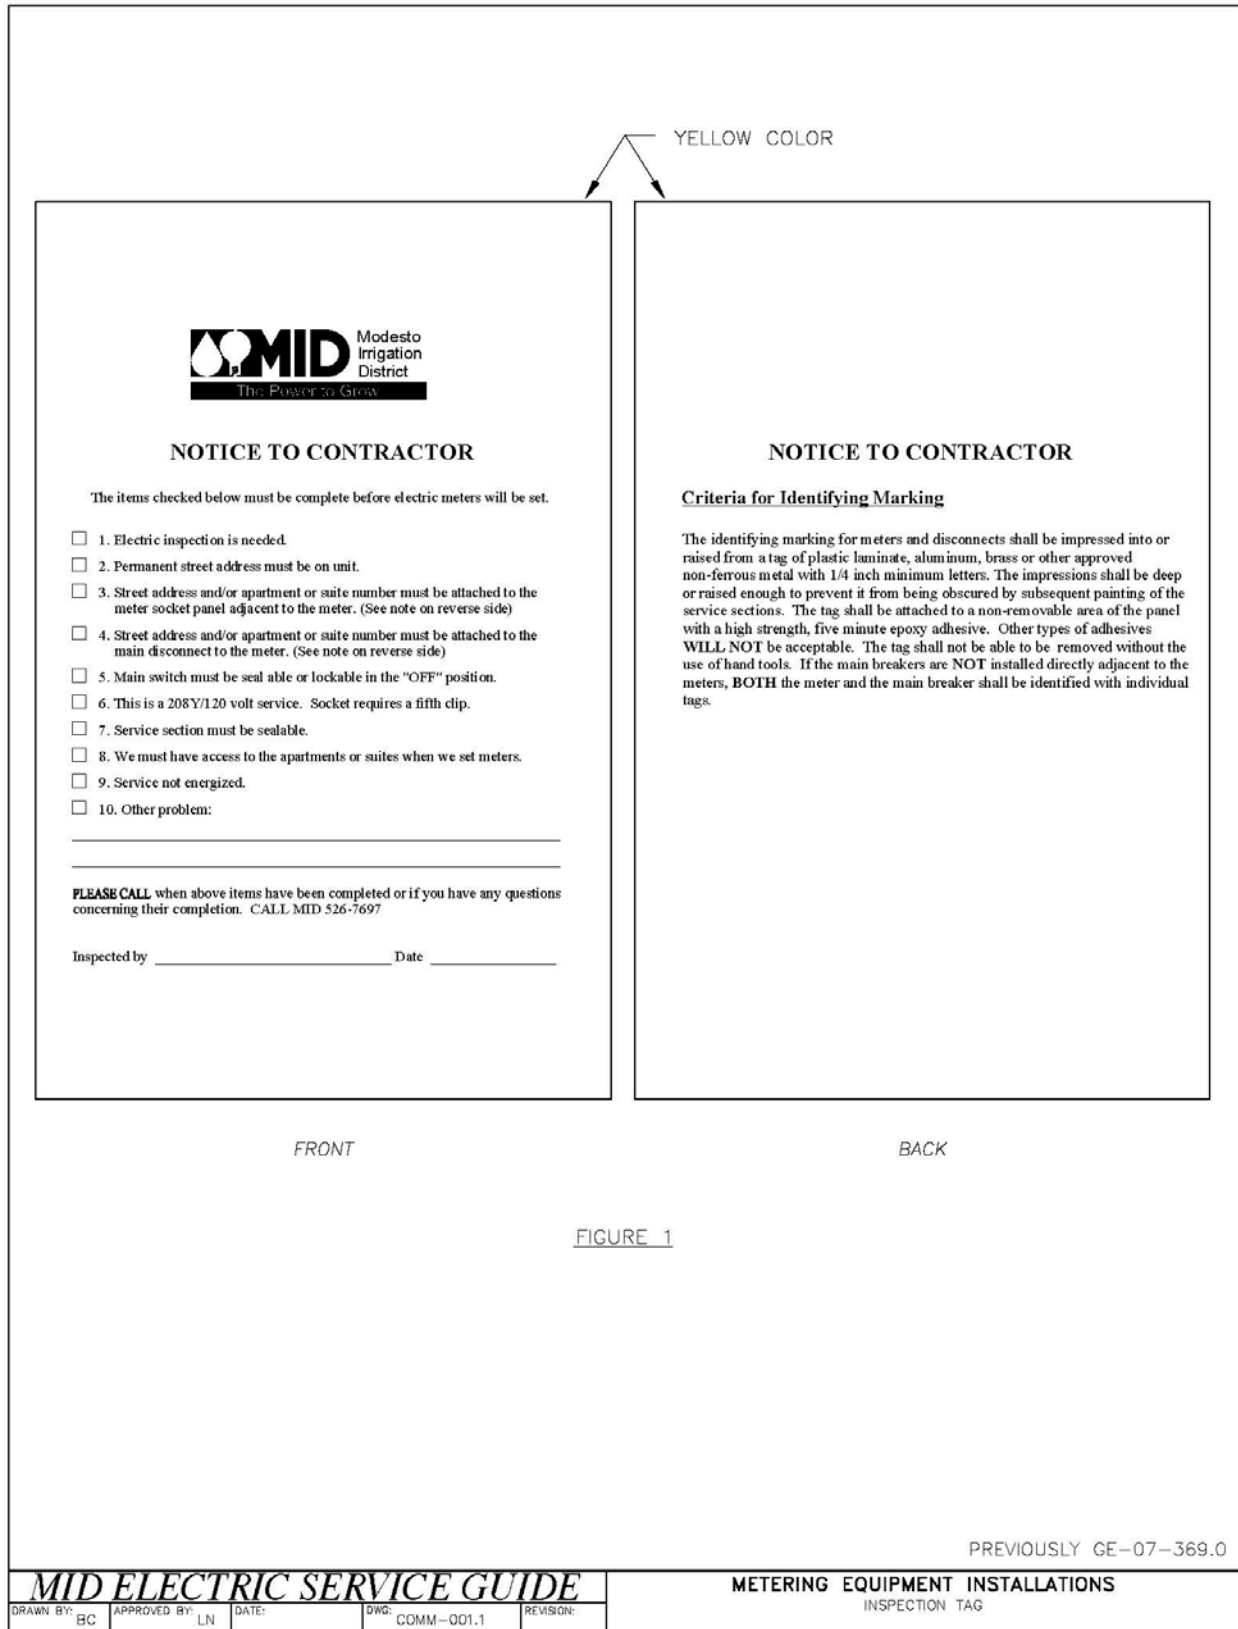 YELLOW COLOR
MID
Modesto
Irrigation
District
The Power to Grow
NOTICE TO CONTRACTOR
The items checked below must be complete before electric meters will be set.
1. Electric inspection is needed.
2. Permanent street address must be on unit.
3. Street address and/or apartment or suite number must be attached to the
meter socket panel adjacent to the meter. (See note on reverse side)
4. Street address and/or apartment or suite number must be attached to the
main disconnect to the meter. (See note on reverse side)
5. Main switch must be seal able or lockable in the "OFF" position.
6. This is a 208Y/120 volt service. Socket requires a fifth clip.
7. Service section must be sealable.
8. We must have access to the apartments or suites when we set meters.
9. Service not energized.
10. Other problem:
PLEASE CALL when above items have been completed or if you have any questions
concerning their completion. CALL MID 526-7697
Inspected by Date
FRONT
NOTICE TO CONTRACTOR
Criteria for Identifying Marking
The identifying marking for meters and disconnects shall be impressed into or
raised from a tag of plastic laminate, aluminum, brass or other approved
non-ferrous metal with 1/4 inch minimum letters. The impressions shall be deep
or raised enough to prevent it from being obscured by subsequent painting of the
service sections. The tag shall be attached to a non-removable area of the panel
with a high strength, five minute epoxy adhesive. Other types of adhesives
WILL NOT be acceptable. The tag shall not be able to be removed without the
use of hand tools. If the main breakers are NOT installed directly adjacent to the
meters, BOTH the meter and the main breaker shall be identified with individual
tags.
BACK
FIGURE 1
PREVIOUSLY GE-07-369.0
MID ELECTRIC SERVICE GUIDE
DRAWN BY: BC APPROVED BY: LN DATE: DWG: COMM-001.1 REVISION:
METERING EQUIPMENT INSTALLATIONS
INSPECTION TAG